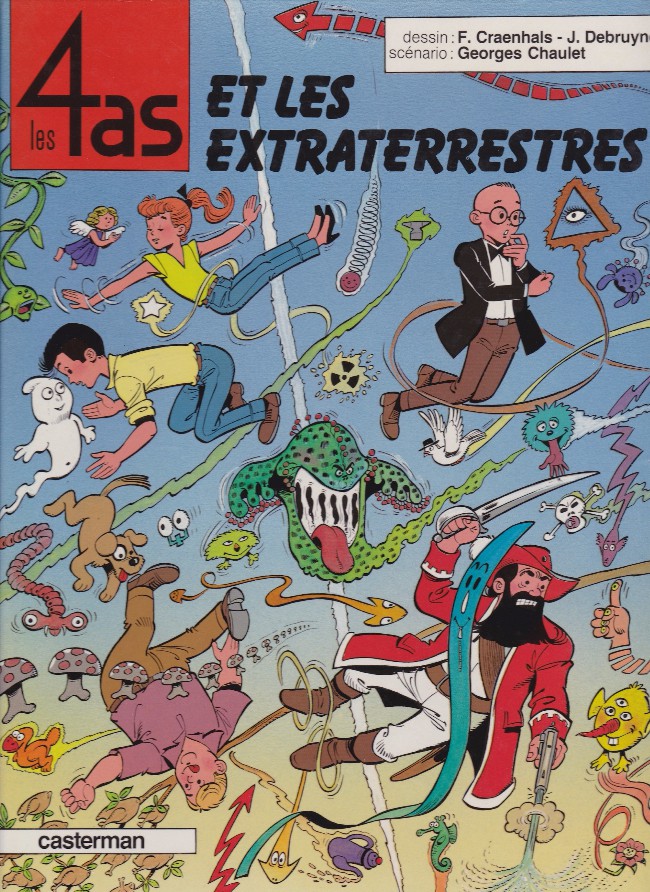 dessin : F. Craenhals - J. Debruyne
scénario : Georges Chaulet
les 4 as
ET LES
EXTRATERRESTRES
casterman